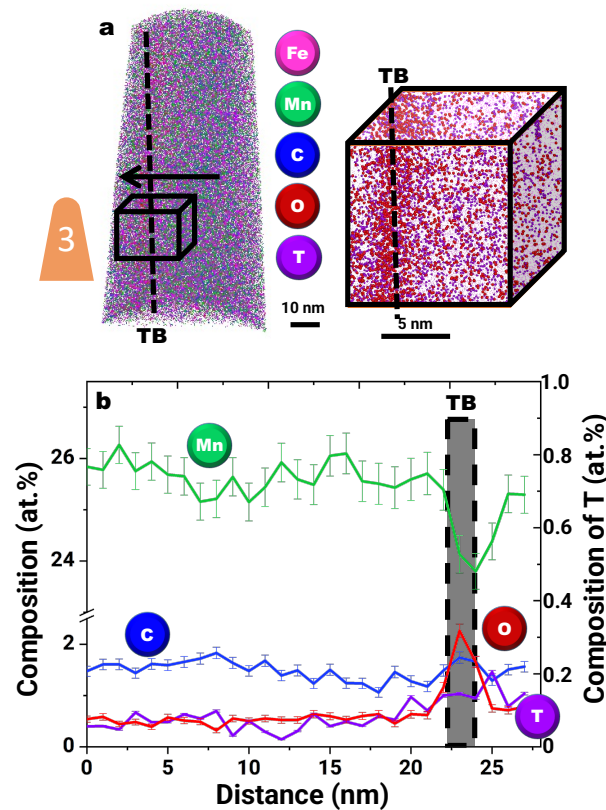 a
TB
Fe
Mn
C
O
T
3
TB
10 nm
TB
5 nm
b
TB
Mn
C
O
T
Composition (at.%)
26
24
2
0
Composition of T (at.%)
1.0
0.8
0.6
0.4
0.2
0
0 5 10 15 20 25
Distance (nm)